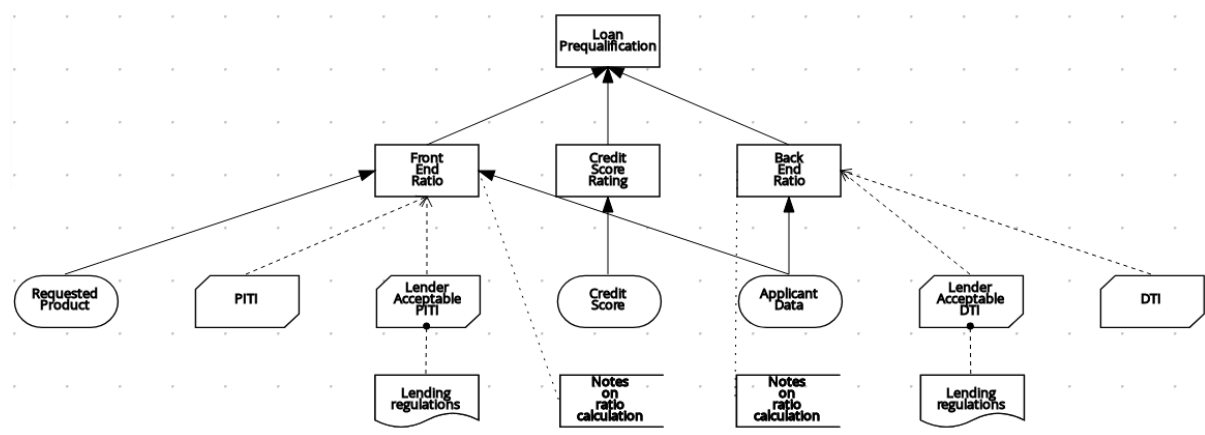 Loan
Prequalification
Front
End
Ratio
Credit
Score
Rating
Back
End
Ratio
Requested
Product
PITI
Lender
Acceptable
PITI
Credit
Score
Applicant
Data
Lender
Acceptable
DTI
DTI
Lending
regulations
Notes
on
ratio
calculation
Notes
on
ratio
calculation
Lending
regulations